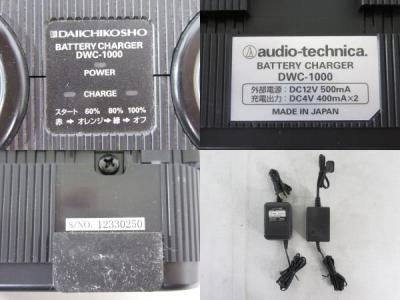 DAIICHIKOSHO
BATTERY CHARGER
DWC-1000
POWER
CHARGE
スタート 60% 80% 100%
赤 → オレンジ → 緑 → オフ
audio-technica.
BATTERY CHARGER
DWC-1000
外部電源：DC12V 500mA
充電出力：DC4V 400mA×2
MADE IN JAPAN
S/NO. 12330250